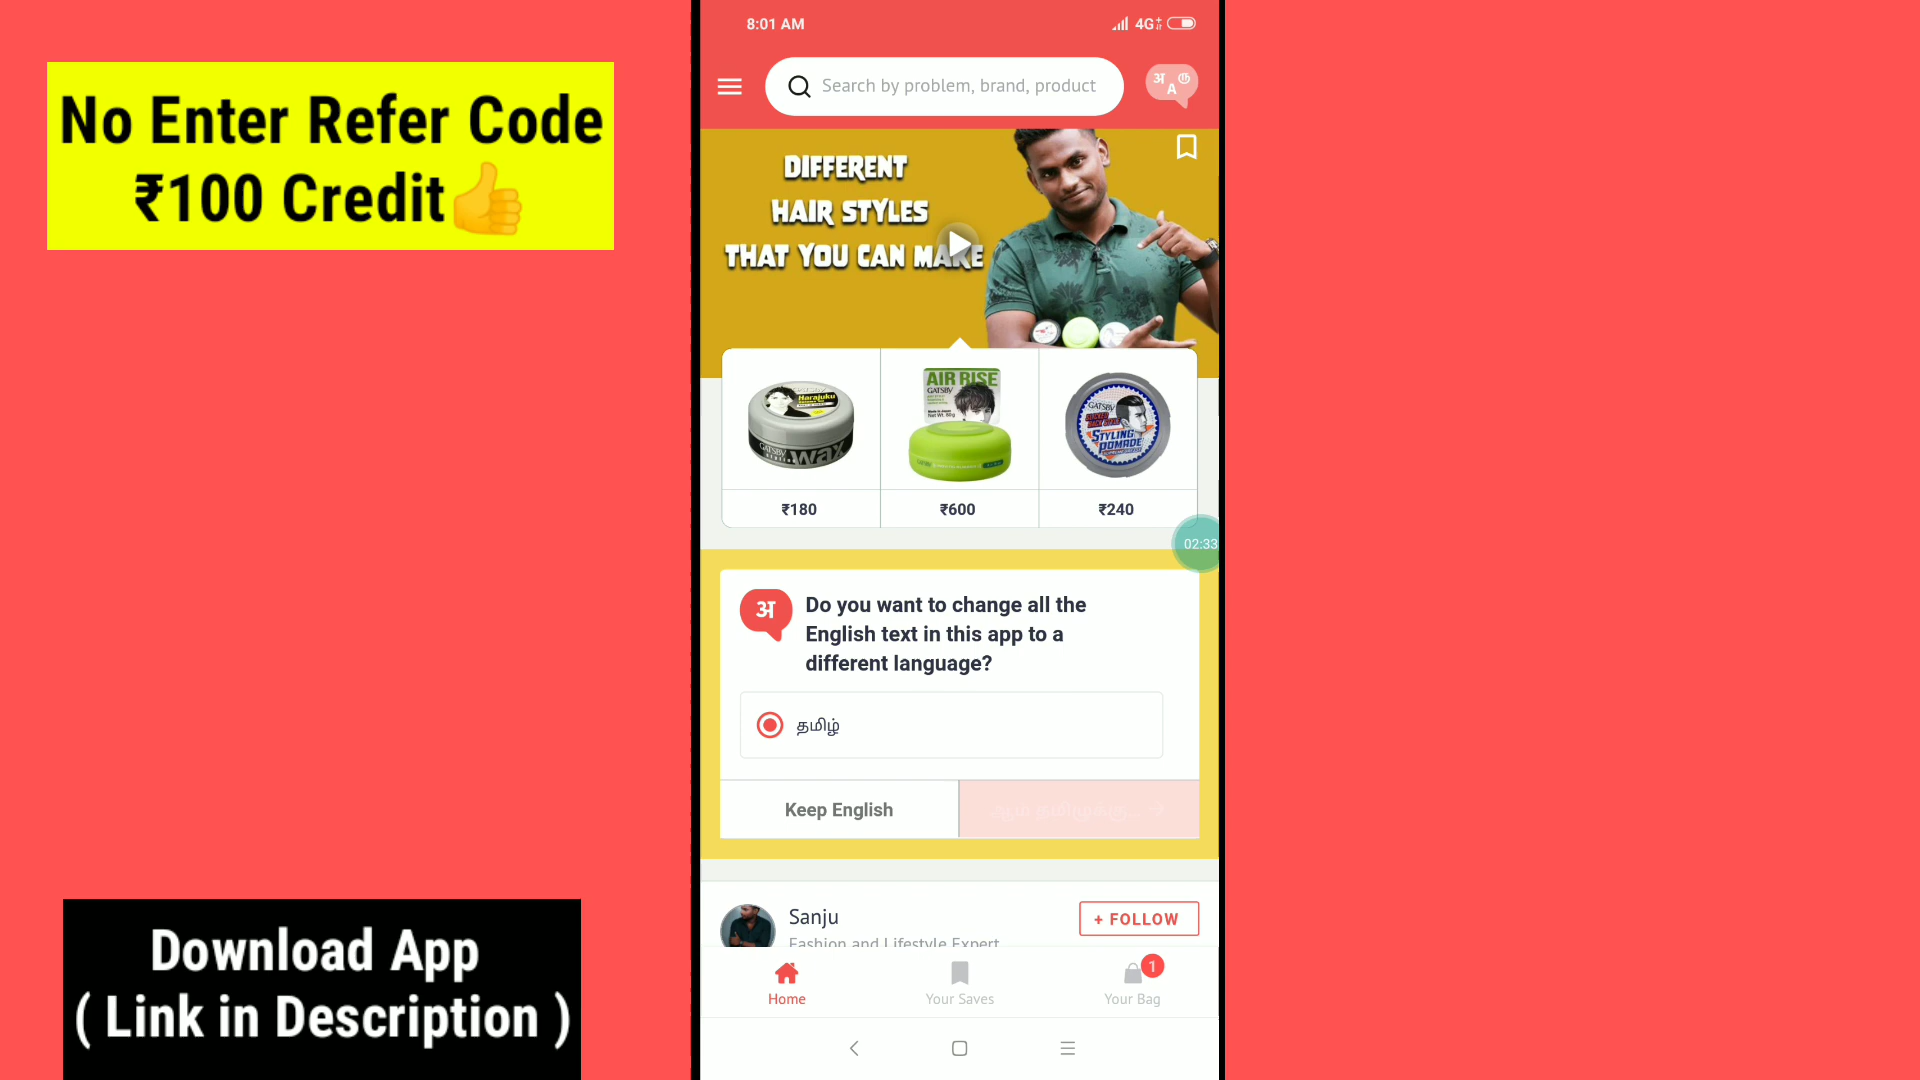 No Enter Refer Code
₹100 Credit👍
8:01 AM
4G+
Search by problem, brand, product
अ
A
DIFFERENT
HAIR STYLES
THAT YOU CAN MAKE
Harajuku
GATSBY
wax
AIR RISE
GATSBY
GATSBY
STYLING
POMADE
₹180
₹600
₹240
02:33
अ
Do you want to change all the
English text in this app to a
different language?
தமிழ்
Keep English
Sanju
+ FOLLOW
Fashion and Lifestyle Expert
1
Home
Your Saves
Your Bag
Download App
( Link in Description )